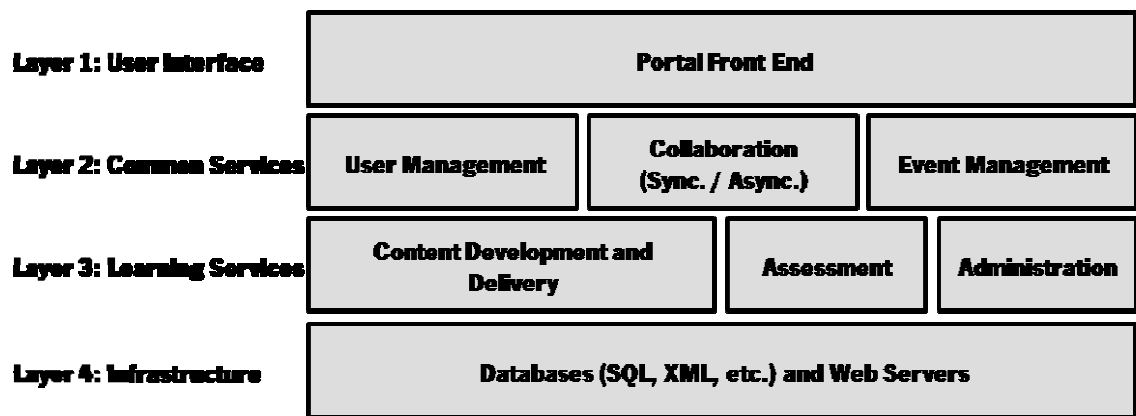 Layer 1: User Interface
Portal Front End
Layer 2: Common Services
User Management
Collaboration
(Sync. / Async.)
Event Management
Layer 3: Learning Services
Content Development and
Delivery
Assessment
Administration
Layer 4: Infrastructure
Databases (SQL, XML, etc.) and Web Servers